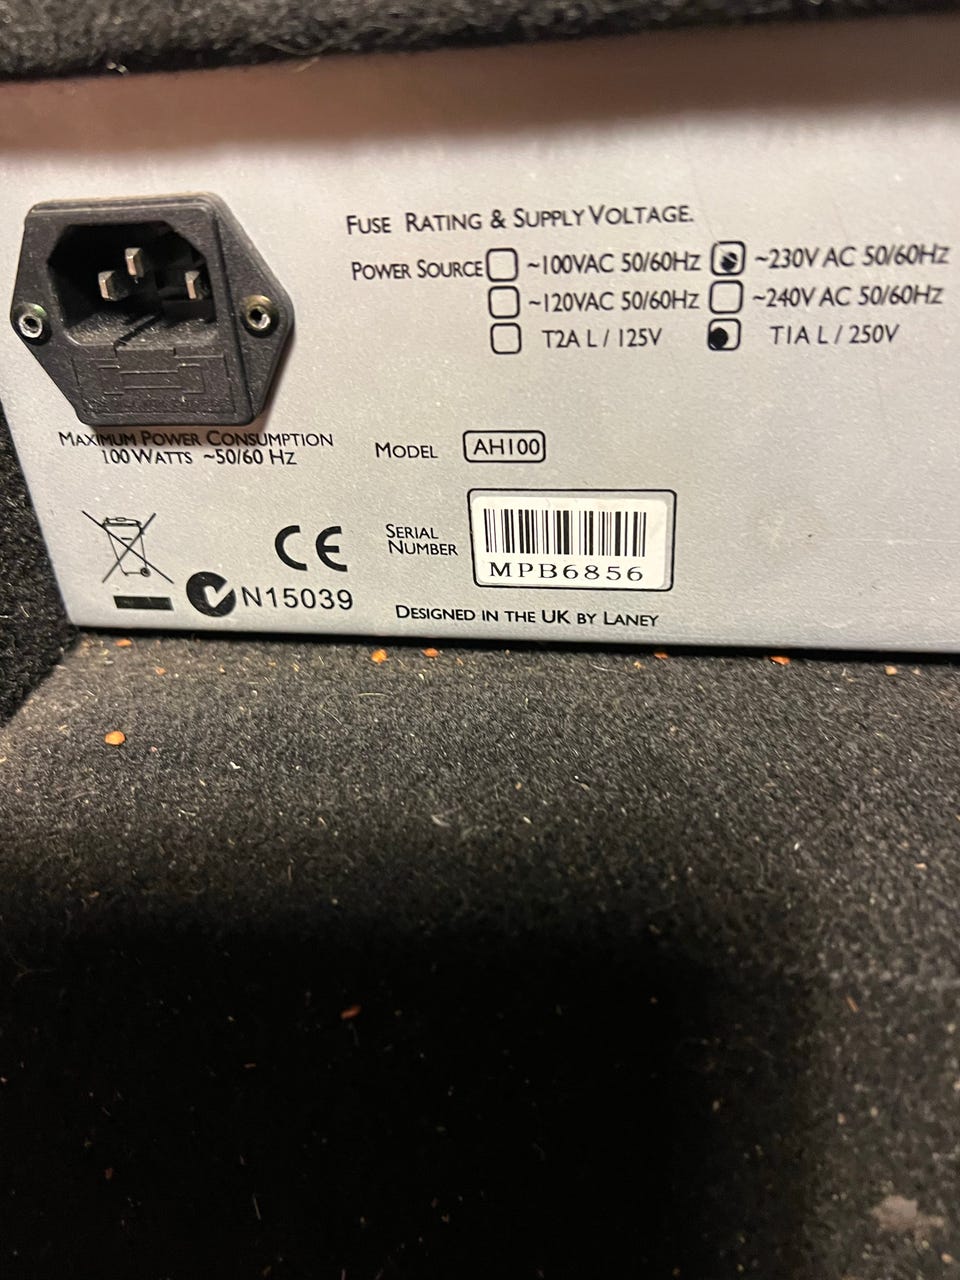 FUSE RATING & SUPPLY VOLTAGE.
POWER SOURCE ~100VAC 50/60HZ ~230V AC 50/60HZ
~120VAC 50/60HZ ~240V AC 50/60HZ
T2A L / 125V T1A L / 250V
MAXIMUM POWER CONSUMPTION
100 WATTS ~50/60 HZ
MODEL AH100
SERIAL
NUMBER
MPB6856
CE
N15039
DESIGNED IN THE UK BY LANEY